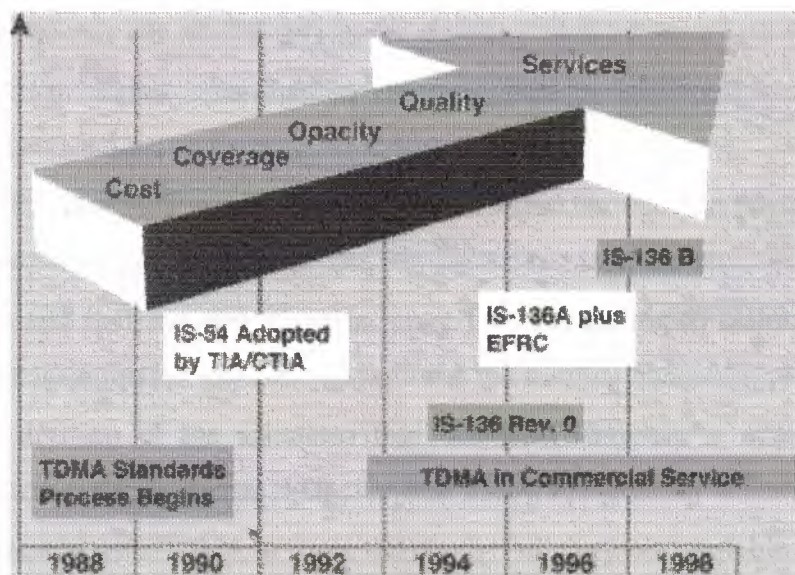 Services
Quality
Opacity
Coverage
Cost
IS-136 B
IS-54 Adopted
by TIA/CTIA
IS-136A plus
EFRC
IS-136 Rev. 0
TDMA Standards
Process Begins
TDMA in Commercial Service
1988 1990 1992 1994 1996 1998